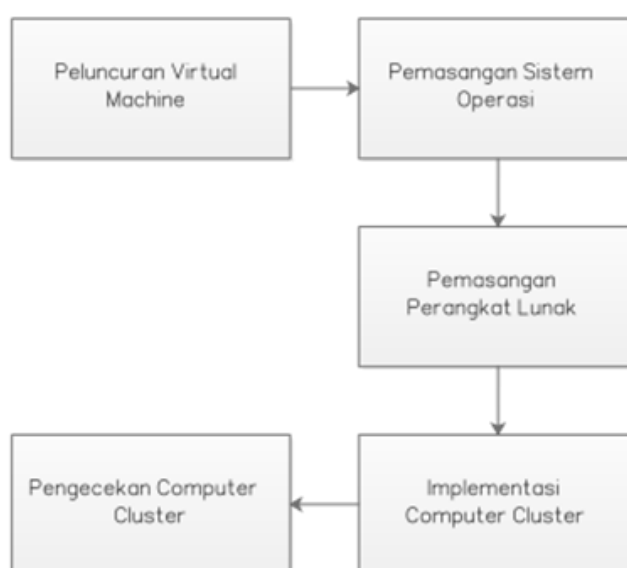 Peluncuran Virtual
Machine
Pemasangan Sistem
Operasi
Pemasangan
Perangkat Lunak
Implementasi
Computer Cluster
Pengecekan Computer
Cluster